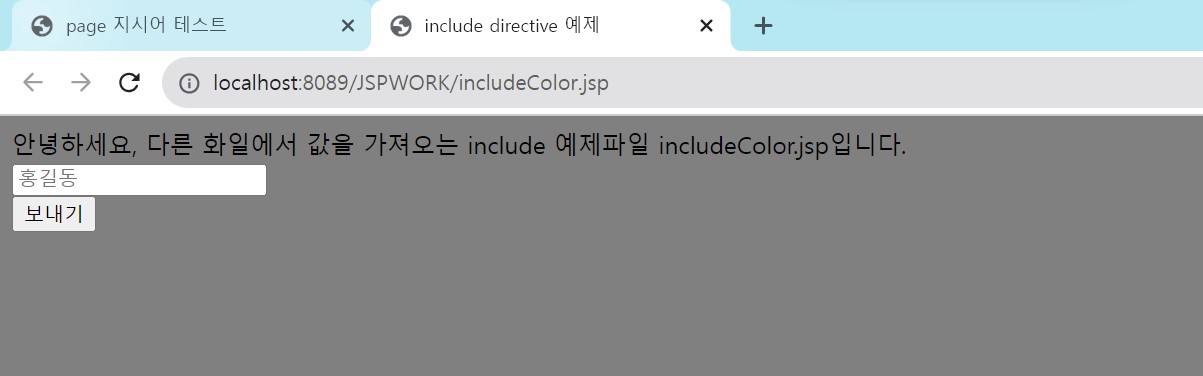 page 지시어 테스트
include directive 예제
localhost:8089/JSPWORK/includeColor.jsp
안녕하세요, 다른 화일에서 값을 가져오는 include 예제파일 includeColor.jsp입니다.
홍길동
보내기